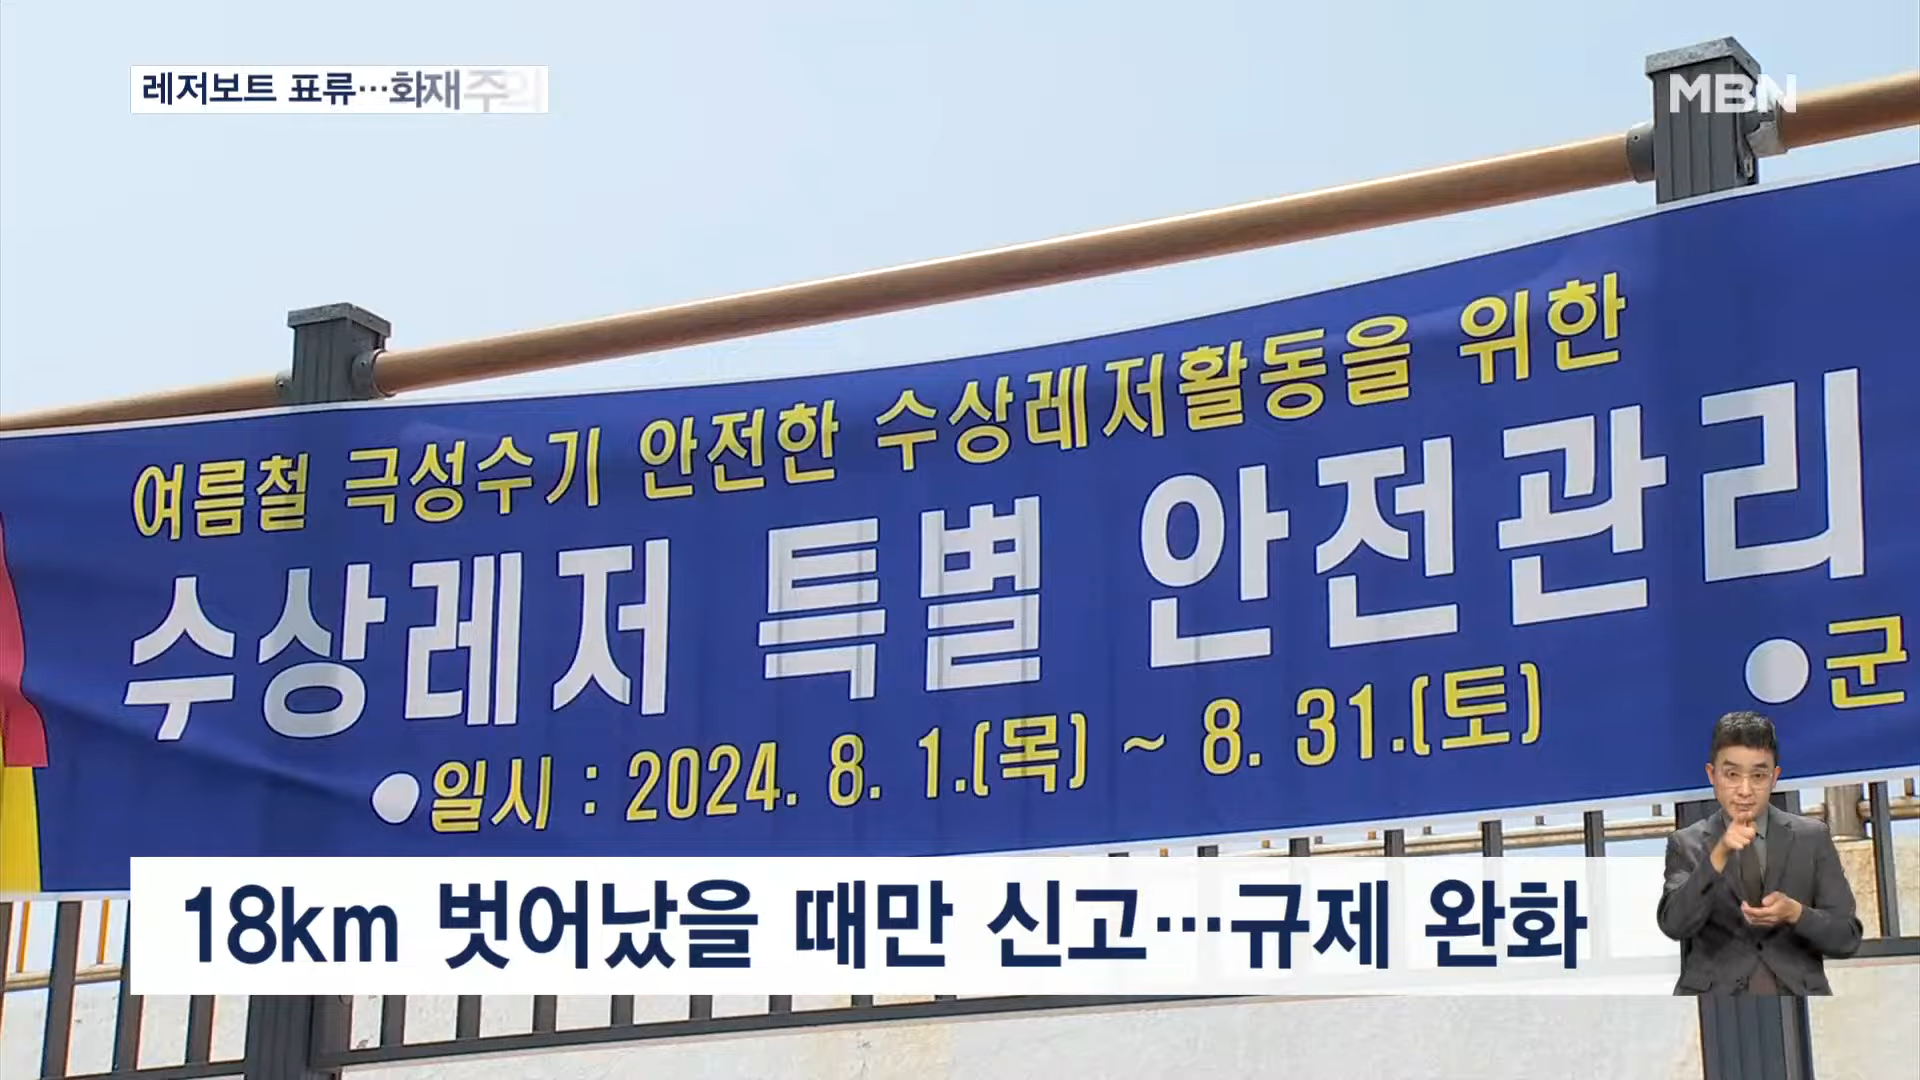 레저보트 표류…화재 주의
MBN
여름철 극성수기 안전한 수상레저활동을 위한
수상레저 특별 안전관리
●일시 : 2024. 8. 1.(목) ~ 8. 31.(토)
●군
18km 벗어났을 때만 신고…규제 완화